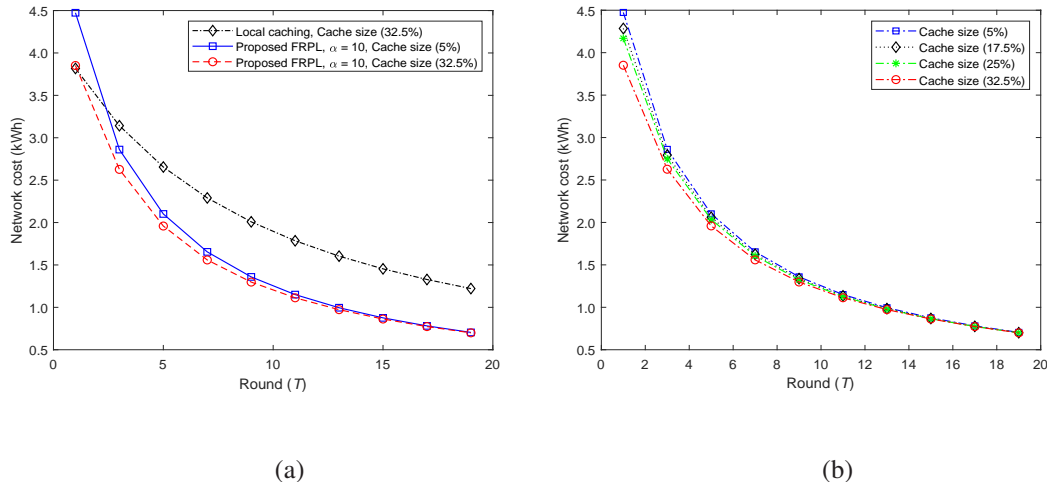 4.5
4.0
3.5
3.0
2.5
2.0
1.5
1.0
0.5
Network cost (kWh)
0 5 10 15 20
Round (T)
Local caching, Cache size (32.5%)
Proposed FRPL, α = 10, Cache size (5%)
Proposed FRPL, α = 10, Cache size (32.5%)
(a)
4.5
4.0
3.5
3.0
2.5
2.0
1.5
1.0
0.5
Network cost (kWh)
0 2 4 6 8 10 12 14 16 18 20
Round (T)
Cache size (5%)
Cache size (17.5%)
Cache size (25%)
Cache size (32.5%)
(b)